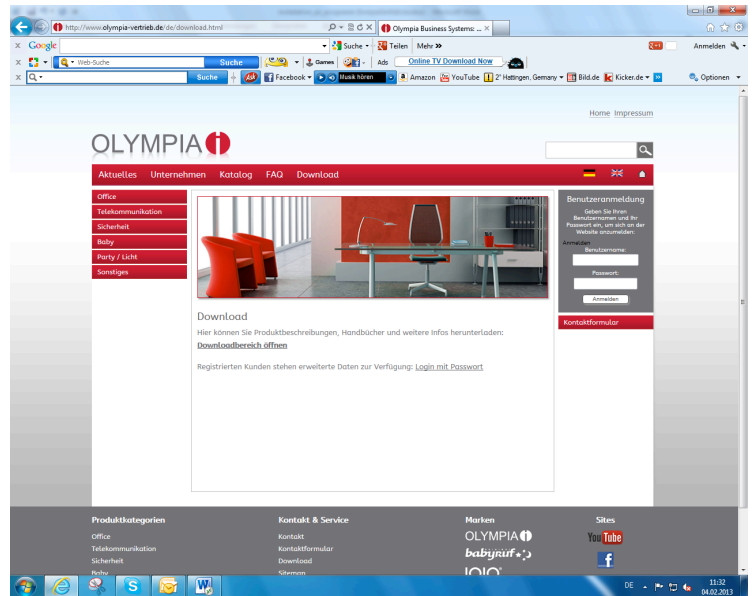 http://www.olympia-vertrieb.de/de/download.html
Olympia Business Systems: ...
Google
Suche
Teilen
Mehr »
Anmelden
Web-Suche
Suche
Games
Ads
Online TV Download Now
Suche
Facebook
Musik hören
Amazon
YouTube
2° Hattingen, Germany
Bild.de
Kicker.de
Optionen
Home Impressum
OLYMPIA
Aktuelles Unternehmen Katalog FAQ Download
Office
Telekommunikation
Sicherheit
Baby
Party / Licht
Sonstiges
Download
Hier können Sie Produktbeschreibungen, Handbücher und weitere Infos herunterladen:
Downloadbereich öffnen
Registrierten Kunden stehen erweiterte Daten zur Verfügung: Login mit Passwort
Benutzeranmeldung
Geben Sie Ihren
Benutzernamen und Ihr
Passwort ein, um sich an der
Website anzumelden:
Anmelden
Benutzername:
Passwort:
Anmelden
Kontaktformular
Produktkategorien
Office
Telekommunikation
Sicherheit
Baby
Kontakt & Service
Kontakt
Kontaktformular
Download
Sitemap
Marken
OLYMPIA
babyruf
Sites
You Tube
DE
11:32
04.02.2013